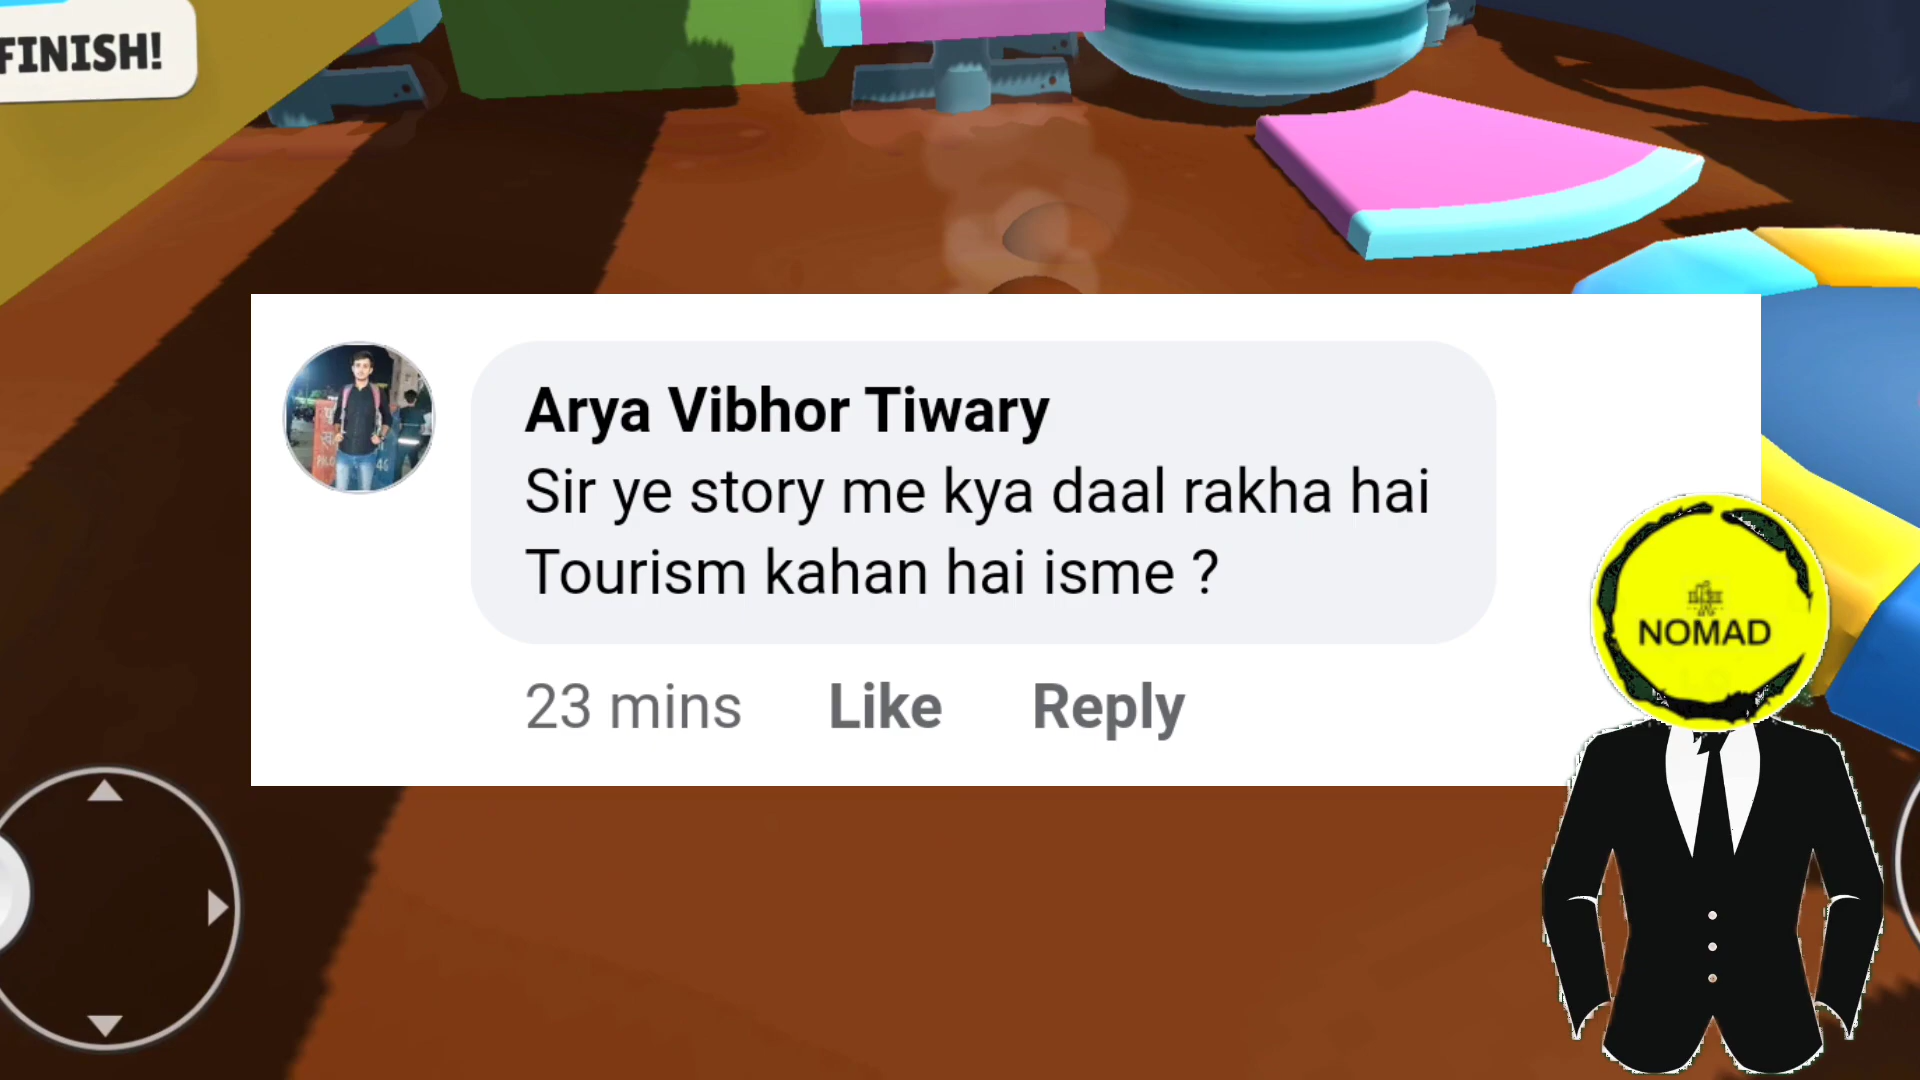 FINISH!
Arya Vibhor Tiwary
Sir ye story me kya daal rakha hai
Tourism kahan hai isme ?
23 mins Like Reply
NOMAD